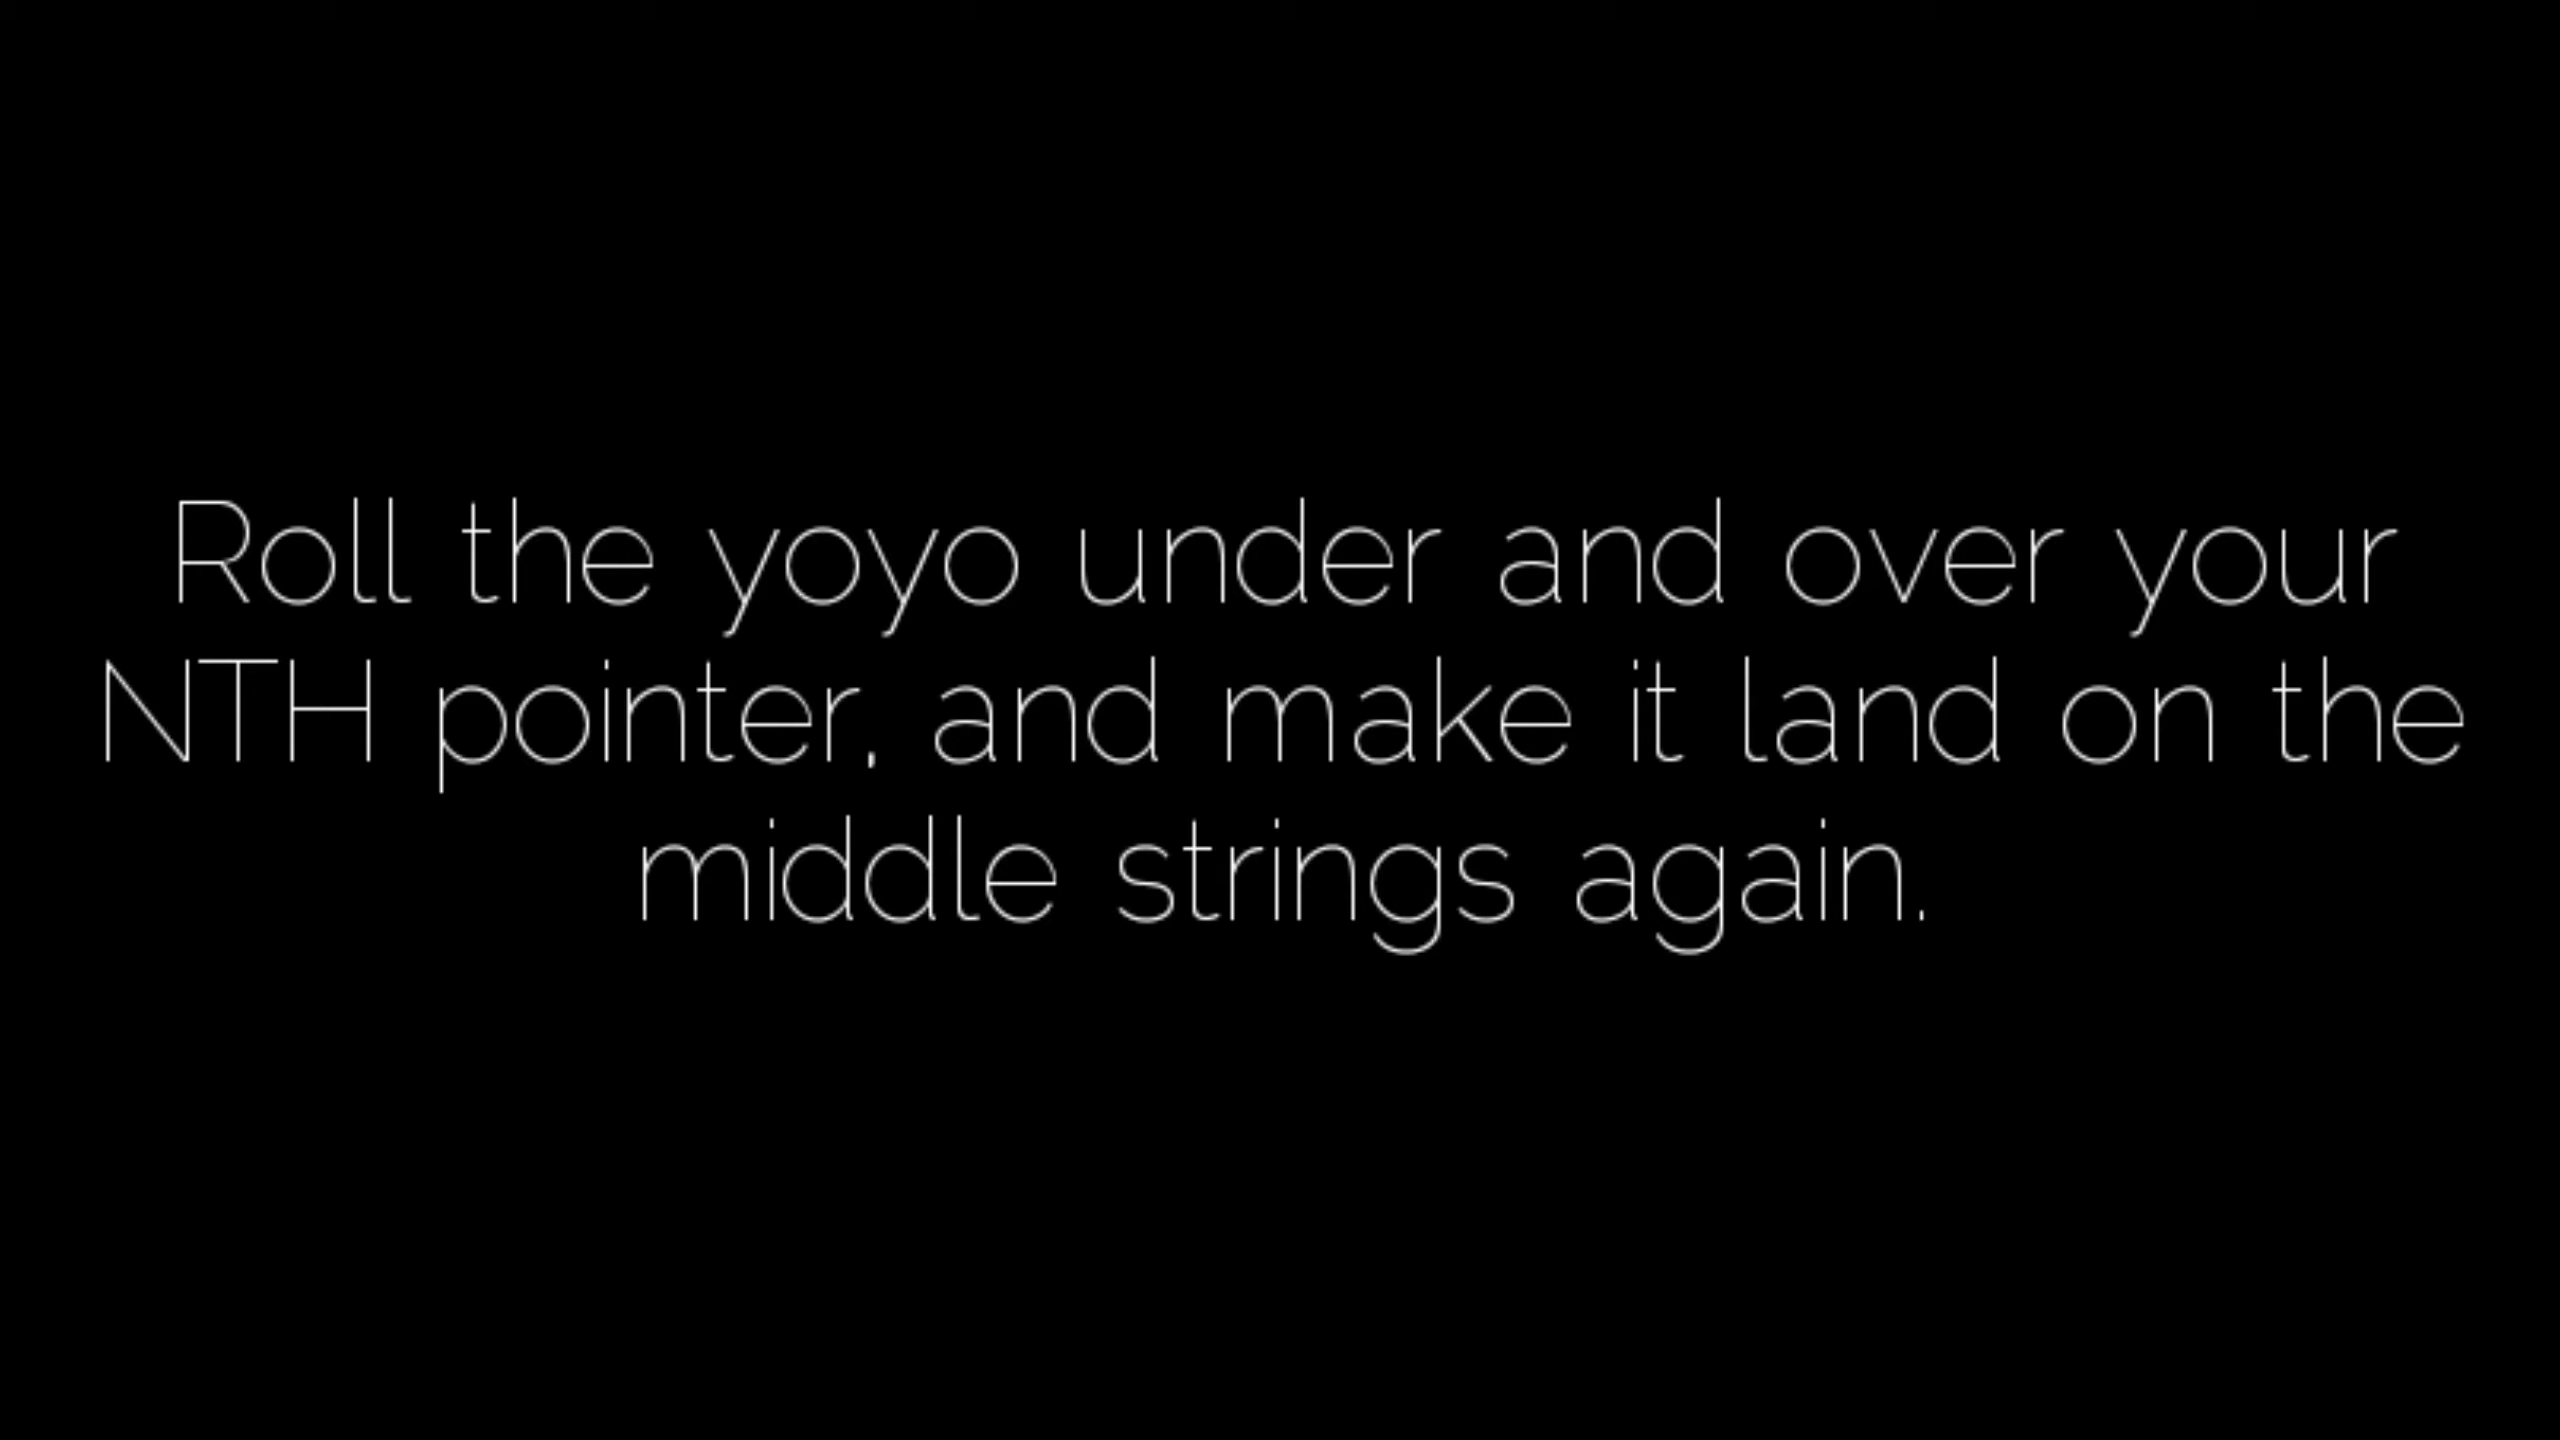 Roll the yoyo under and over your
NTH pointer, and make it land on the
middle strings again.